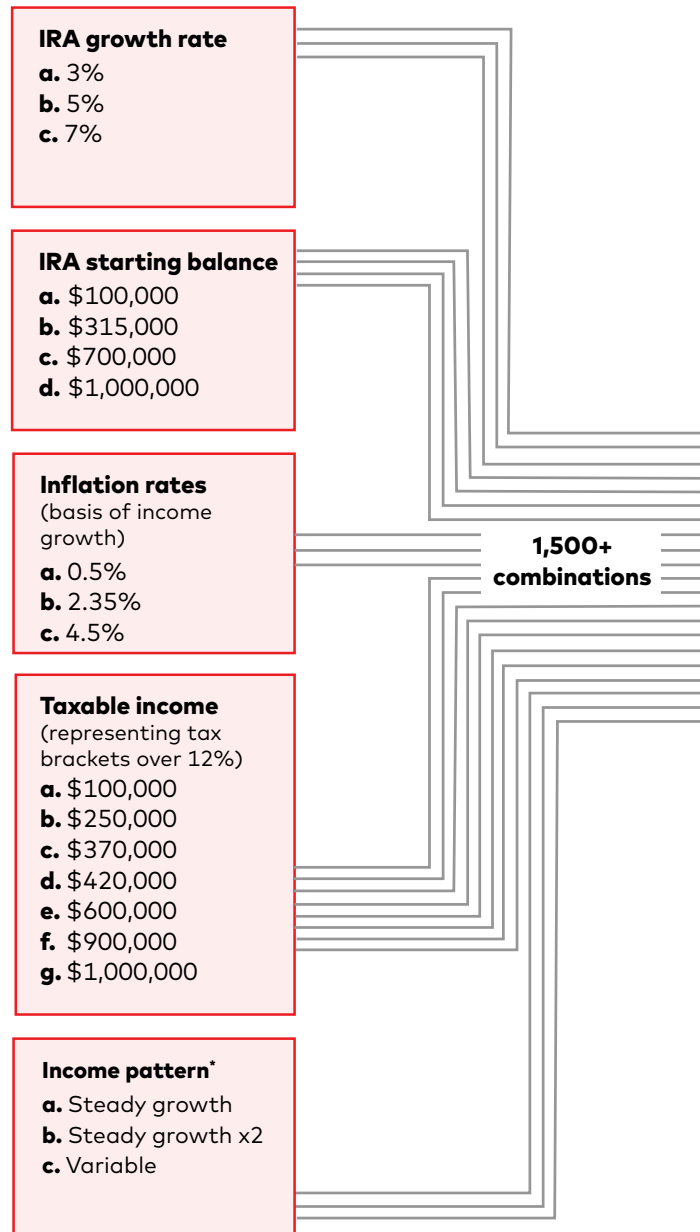 IRA growth rate
a. 3%
b. 5%
c. 7%
IRA starting balance
a. $100,000
b. $315,000
c. $700,000
d. $1,000,000
Inflation rates
(basis of income
growth)
a. 0.5%
b. 2.35%
c. 4.5%
1,500+
combinations
Taxable income
(representing tax
brackets over 12%)
a. $100,000
b. $250,000
c. $370,000
d. $420,000
e. $600,000
f. $900,000
g. $1,000,000
Income pattern*
a. Steady growth
b. Steady growth x2
c. Variable